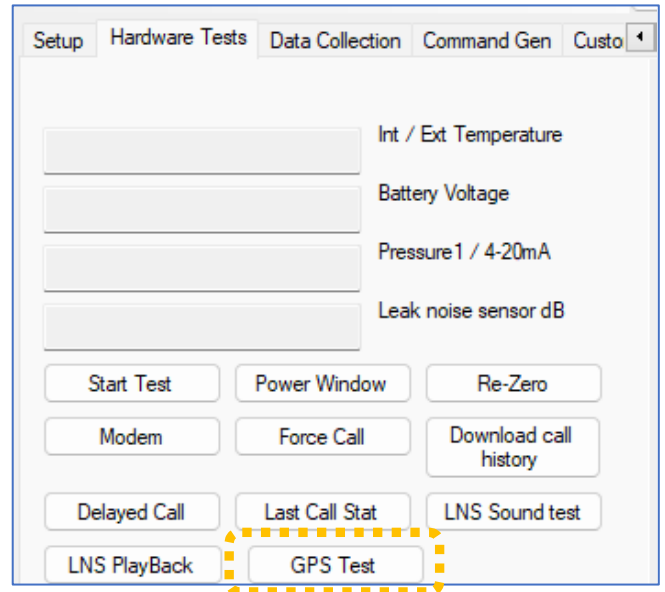 Setup Hardware Tests Data Collection Command Gen Custo
Int / Ext Temperature
Battery Voltage
Pressure1 / 4-20mA
Leak noise sensor dB
Start Test Power Window Re-Zero
Modem Force Call Download call
history
Delayed Call Last Call Stat LNS Sound test
LNS PlayBack GPS Test